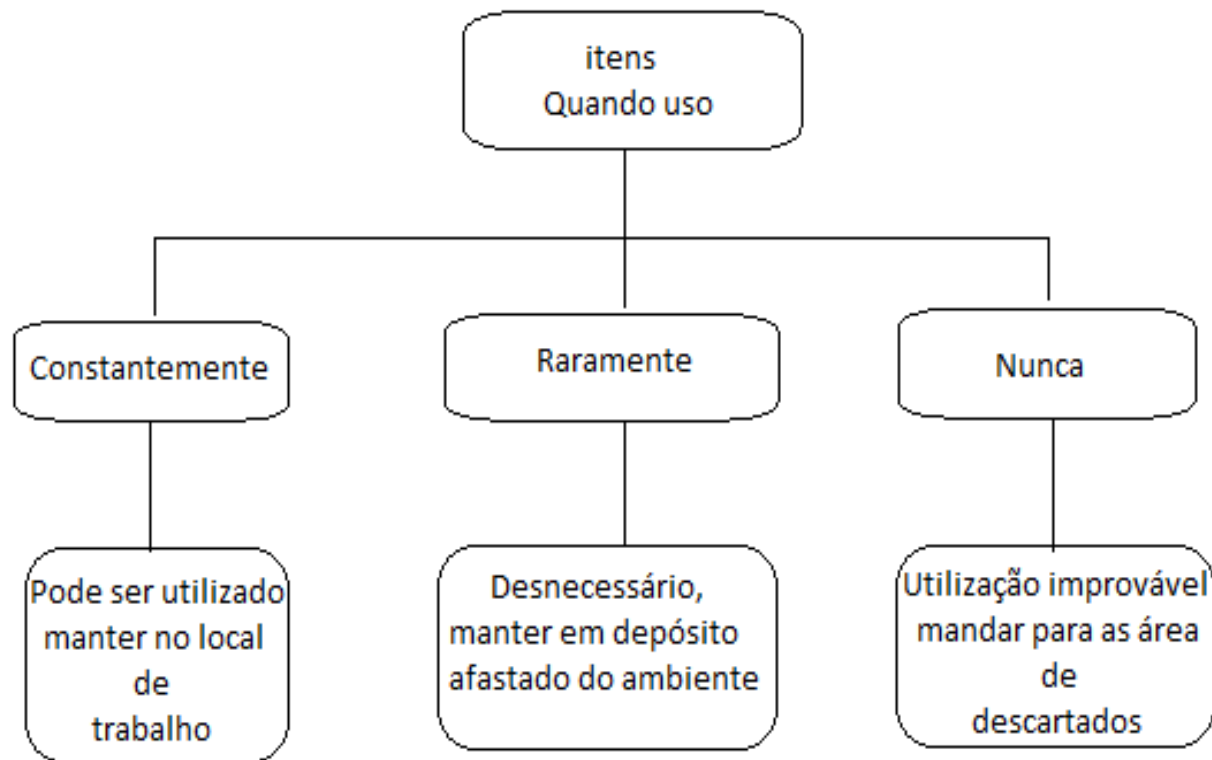 itens
Quando uso
Constantemente
Raramente
Nunca
Pode ser utilizado
manter no local
de
trabalho
Desnecessário,
manter em depósito
afastado do ambiente
Utilização improvável
mandar para as área
de
descartados